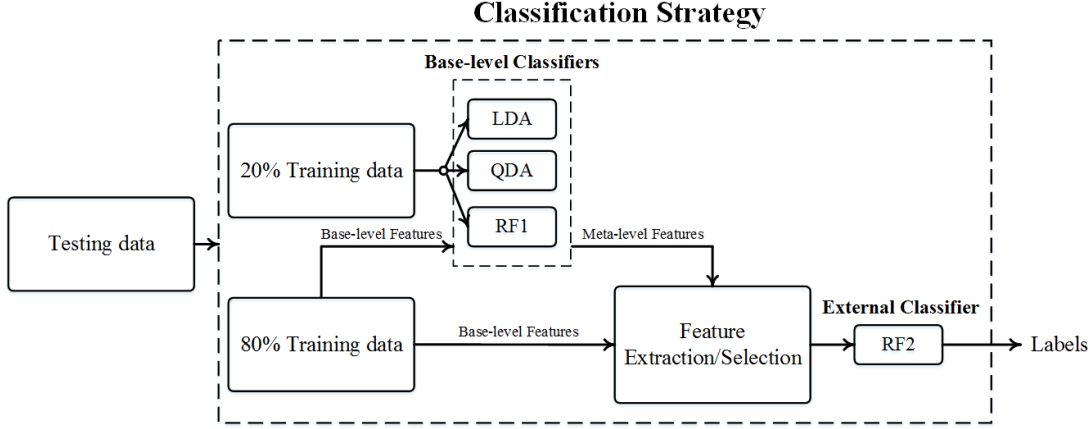 Classification Strategy
Base-level Classifiers
LDA
20% Training data
QDA
RF1
Testing data
Base-level Features
Meta-level Features
External Classifier
80% Training data
Base-level Features
Feature
Extraction/Selection
RF2
Labels